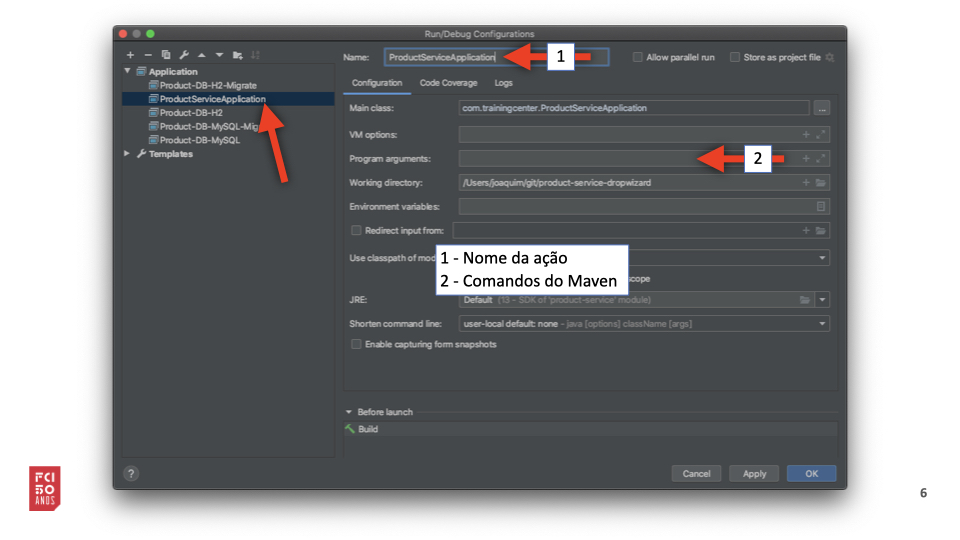 Run/Debug Configurations
Name: ProductServiceApplication 1 Allow parallel run Store as project file
Application
Product-DB-H2-Migrate
ProductServiceApplication
Product-DB-H2
Product-DB-MySQL-Mig
Product-DB-MySQL
Templates
Configuration Code Coverage Logs
Main class: com.trainingcenter.ProductServiceApplication ...
VM options:
Program arguments: 2
Working directory: /Users/joaquim/git/product-service-dropwizard
Environment variables:
Redirect input from:
Use classpath of mod
1 - Nome da ação
2 - Comandos do Maven
scope
JRE: Default (13 - SDK of 'product-service' module)
Shorten command line: user-local default: none - java [options] className [args]
Enable capturing form snapshots
Before launch
Build
? Cancel Apply OK
FCI
50
ANOS
6